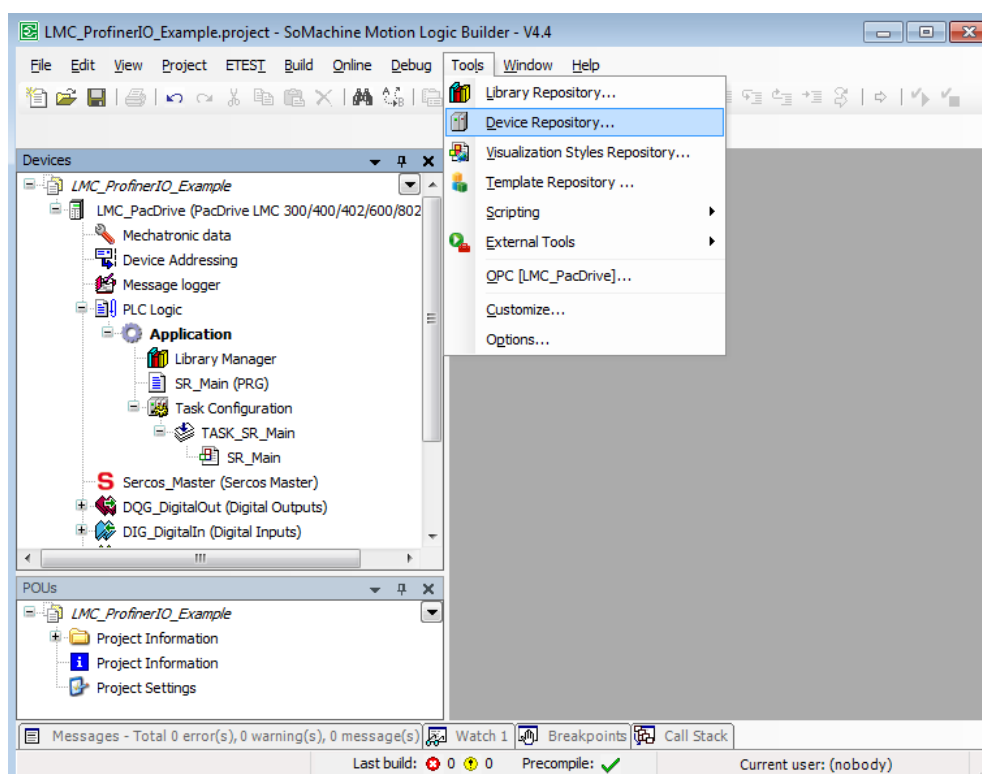 LMC_ProfinerIO_Example.project - SoMachine Motion Logic Builder - V4.4
File Edit View Project ETEST Build Online Debug Tools Window Help
Library Repository...
Device Repository...
Visualization Styles Repository...
Template Repository ...
Scripting
External Tools
OPC [LMC_PacDrive]...
Customize...
Options...
Devices
LMC_ProfinerIO_Example
LMC_PacDrive (PacDrive LMC 300/400/402/600/802
Mechatronic data
Device Addressing
Message logger
PLC Logic
Application
Library Manager
SR_Main (PRG)
Task Configuration
TASK_SR_Main
SR_Main
Sercos_Master (Sercos Master)
DQG_DigitalOut (Digital Outputs)
DIG_DigitalIn (Digital Inputs)
POUs
LMC_ProfinerIO_Example
Project Information
Project Information
Project Settings
Messages - Total 0 error(s), 0 warning(s), 0 message(s) Watch 1 Breakpoints Call Stack
Last build: 0 0 Precompile: Current user: (nobody)